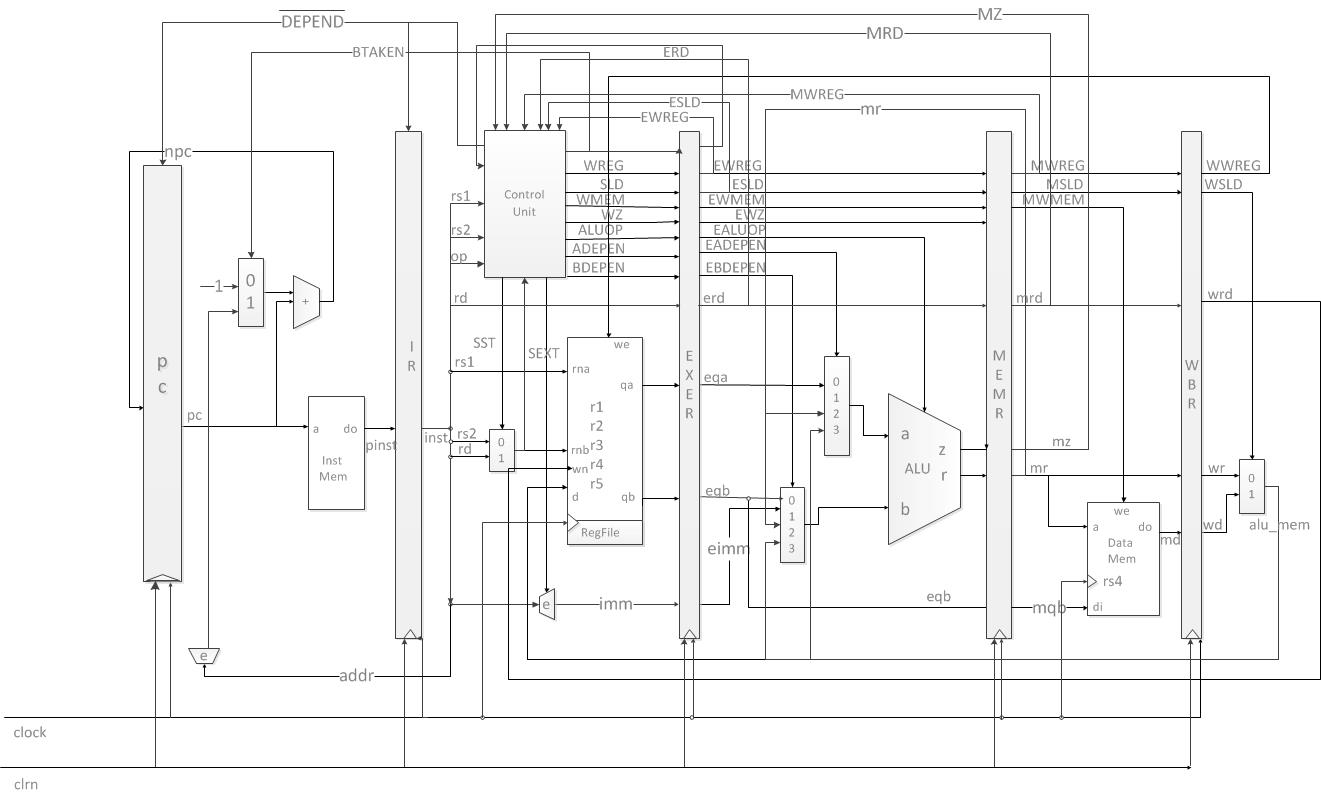 MZ
DEPEND
MRD
BTAKEN
ERD
MWREG
ESLD
mr
EWREG
npc
WREG
EWREG
MWREG
WWREG
SLD
ESLD
MSLD
WSLD
rs1
Control
Unit
WMEM
EWMEM
MWMEM
WZ
EWZ
rs2
ALUOP
EALUOP
ADEPEN
EADEPEN
op
BDEPEN
EBDEPEN
1
0
1
+
rd
erd
mrd
wrd
SST
SEXT
we
I
R
E
X
E
R
M
E
M
R
W
B
R
p
c
rs1
rna
qa
eqa
0
1
2
3
r1
r2
r3
r4
r5
pc
a
do
Inst
Mem
pinst
inst
rs2
rd
0
1
rnb
wn
d
qb
RegFile
eqb
0
1
2
3
a
ALU
b
z
r
mz
mr
wr
0
1
alu_mem
wd
we
a
do
Data
Mem
md
rs4
di
eimm
eqb
mqb
e
imm
e
addr
clock
clrn